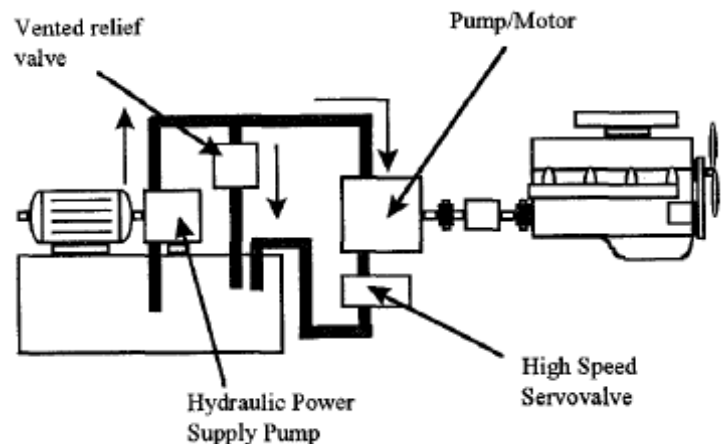 Vented relief
valve
Pump/Motor
High Speed
Servovalve
Hydraulic Power
Supply Pump